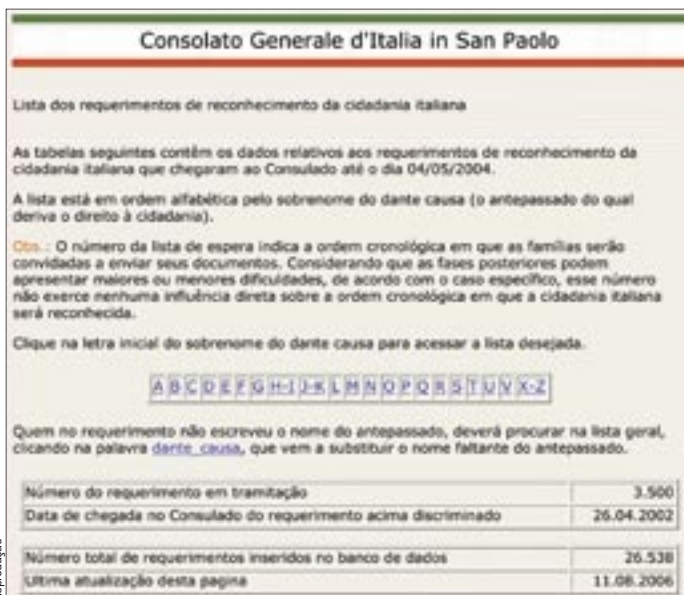 Consolato Generale d'Italia in San Paolo
Lista dos requerimentos de reconhecimento da cidadania italiana
As tabelas seguintes contêm os dados relativos aos requerimentos de reconhecimento da
cidadania italiana que chegaram ao Consulado até o dia 04/05/2004.
A lista está em ordem alfabética pelo sobrenome do dante causa (o antepassado do qual
deriva o direito à cidadania).
Obs.: O número da lista de espera indica a ordem cronológica em que as famílias serão
convidadas a enviar seus documentos. Considerando que as fases posteriores podem
apresentar maiores ou menores dificuldades, de acordo com o caso específico, esse número
não exerce nenhuma influência direta sobre a ordem cronológica em que a cidadania italiana
será reconhecida.
Clique na letra inicial do sobrenome do dante causa para acessar a lista desejada.
A B C D E F G H-I J-K L M N O P Q R S T U V X-Z
Quem no requerimento não escreveu o nome do antepassado, deverá procurar na lista geral,
clicando na palavra dante causa, que vem a substituir o nome faltante do antepassado.
Número do requerimento em tramitação 3.500
Data de chegada no Consulado do requerimento acima discriminado 26.04.2002
Número total de requerimentos inseridos no banco de dados 26.538
Ultima atualização desta pagina 11.08.2006